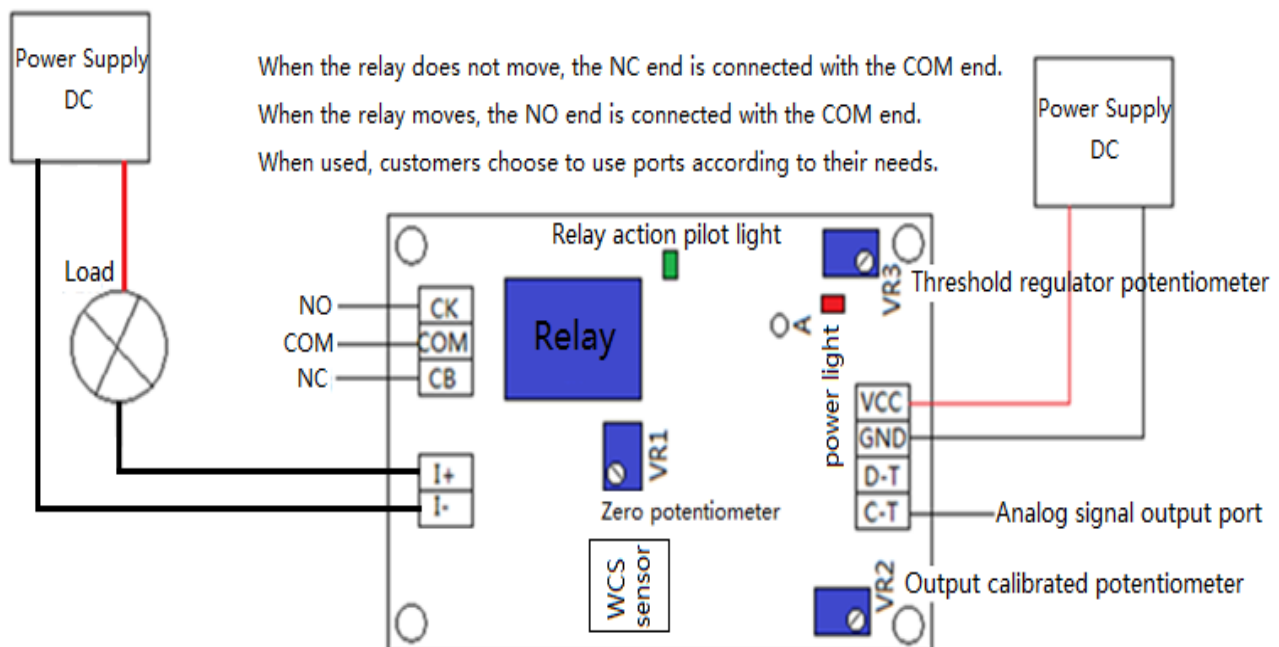 Power Supply
DC
When the relay does not move, the NC end is connected with the COM end.
When the relay moves, the NO end is connected with the COM end.
When used, customers choose to use ports according to their needs.
Power Supply
DC
Load
Relay action pilot light
VR3
Threshold regulator potentiometer
NO
COM
NC
CK
COM
CB
Relay
A
power light
VCC
GND
D-T
C-T
Analog signal output port
VR1
Zero potentiometer
I+
I-
WCS
sensor
VR2
Output calibrated potentiometer